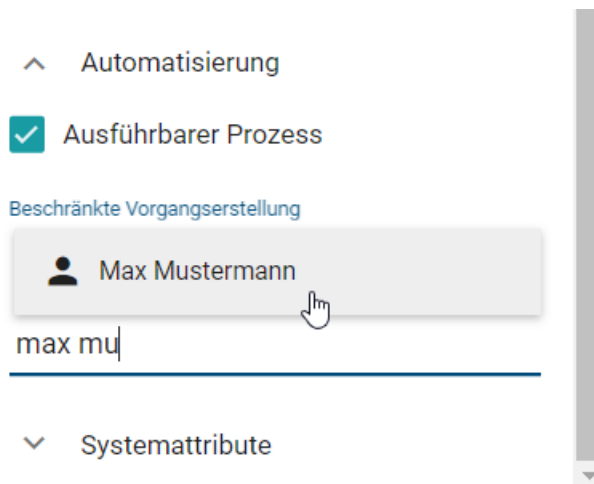 Automatisierung
Ausführbarer Prozess
Beschränkte Vorgangserstellung
Max Mustermann
max mu
Systemattribute